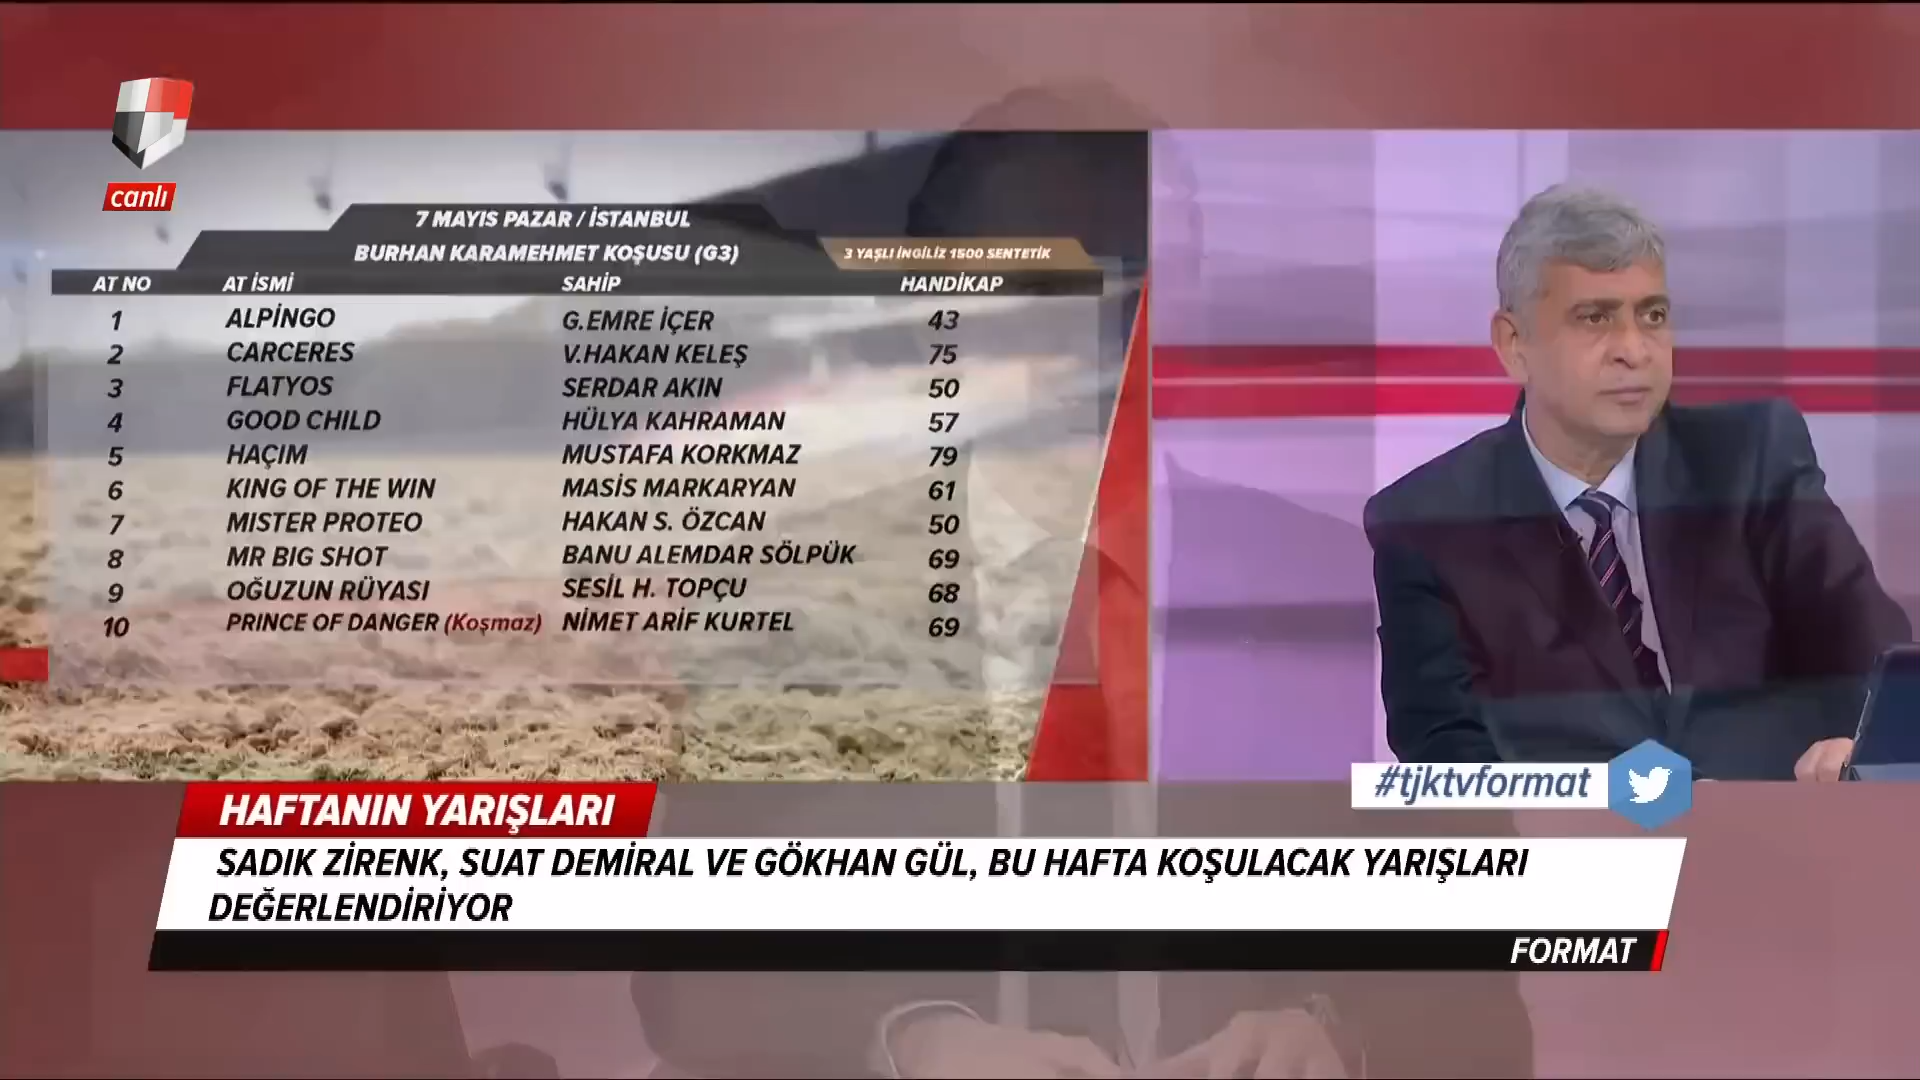 canlı
7 MAYIS PAZAR / İSTANBUL
BURHAN KARAMEHMET KOŞUSU (G3)
3 YAŞLI İNGİLİZ 1500 SENTETİK
AT NO AT İSMİ SAHİP HANDİKAP
1 ALPİNGO G.EMRE İÇER 43
2 CARCERES V.HAKAN KELEŞ 75
3 FLATYOS SERDAR AKIN 50
4 GOOD CHILD HÜLYA KAHRAMAN 57
5 HAÇIM MUSTAFA KORKMAZ 79
6 KING OF THE WIN MASİS MARKARYAN 61
7 MISTER PROTEO HAKAN S. ÖZCAN 50
8 MR BIG SHOT BANU ALEMDAR SÖLPÜK 69
9 OĞUZUN RÜYASI SESİL H. TOPÇU 68
10 PRINCE OF DANGER (Koşmaz) NİMET ARİF KURTEL 69
#tjktvformat
HAFTANIN YARIŞLARI
SADIK ZİRENK, SUAT DEMİRAL VE GÖKHAN GÜL, BU HAFTA KOŞULACAK YARIŞLARI
DEĞERLENDİRİYOR
FORMAT